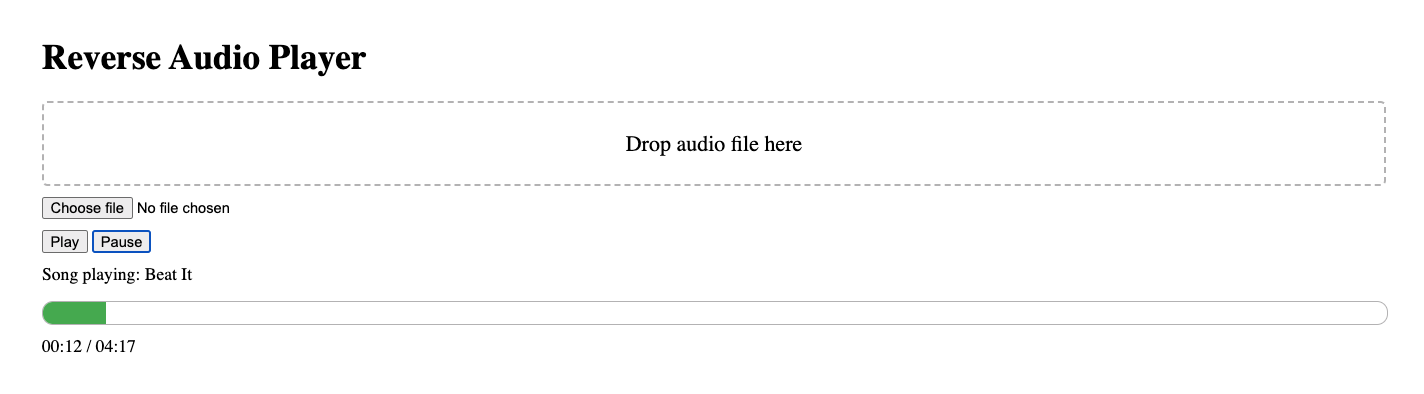 Reverse Audio Player
Drop audio file here
Choose file No file chosen
Play Pause
Song playing: Beat It
00:12 / 04:17